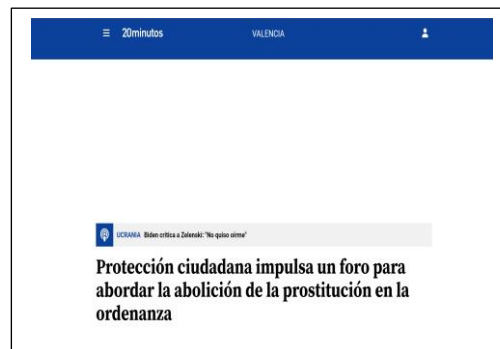 20minutos
VALENCIA
UCRANIA Biden critica a Zelenski: "No quiso oírme"
Protección ciudadana impulsa un foro para
abordar la abolición de la prostitución en la
ordenanza